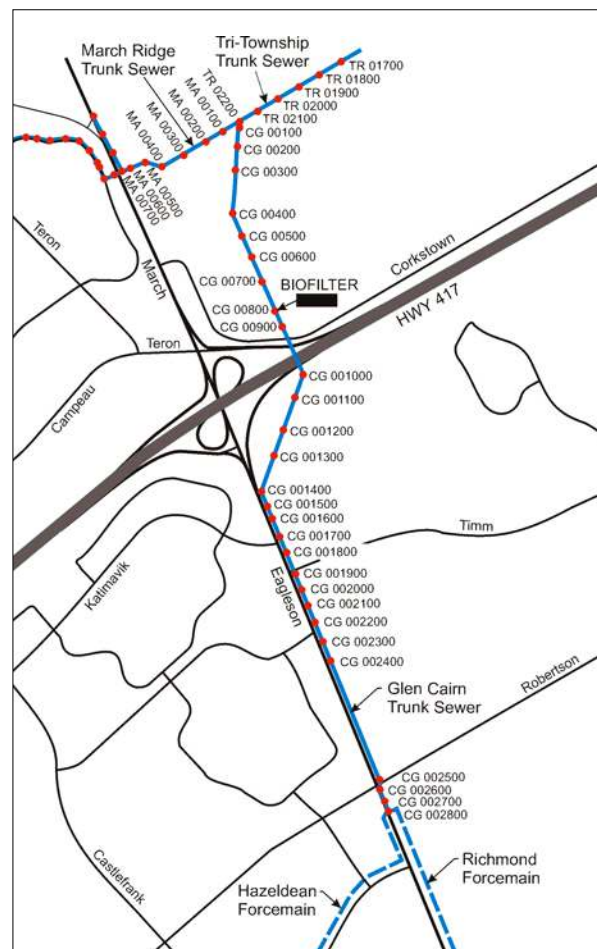 March Ridge
Trunk Sewer
Tri-Township
Trunk Sewer
TR 01700
TR 01800
TR 01900
TR 02000
TR 02100
TR 02200
MA 00100
MA 00200
MA 00300
MA 00400
MA 00500
MA 00600
MA 00700
CG 00100
CG 00200
CG 00300
CG 00400
CG 00500
CG 00600
CG 00700
BIOFILTER
CG 00800
CG 00900
Teron
March
Corkstown
HWY 417
Teron
Campeau
CG 001000
CG 001100
CG 001200
CG 001300
CG 001400
CG 001500
CG 001600
CG 001700
CG 001800
Timm
Katimavik
Eagleson
CG 001900
CG 002000
CG 002100
CG 002200
CG 002300
CG 002400
Robertson
Glen Cairn
Trunk Sewer
CG 002500
CG 002600
CG 002700
CG 002800
Castlefrank
Richmond
Forcemain
Hazeldean
Forcemain